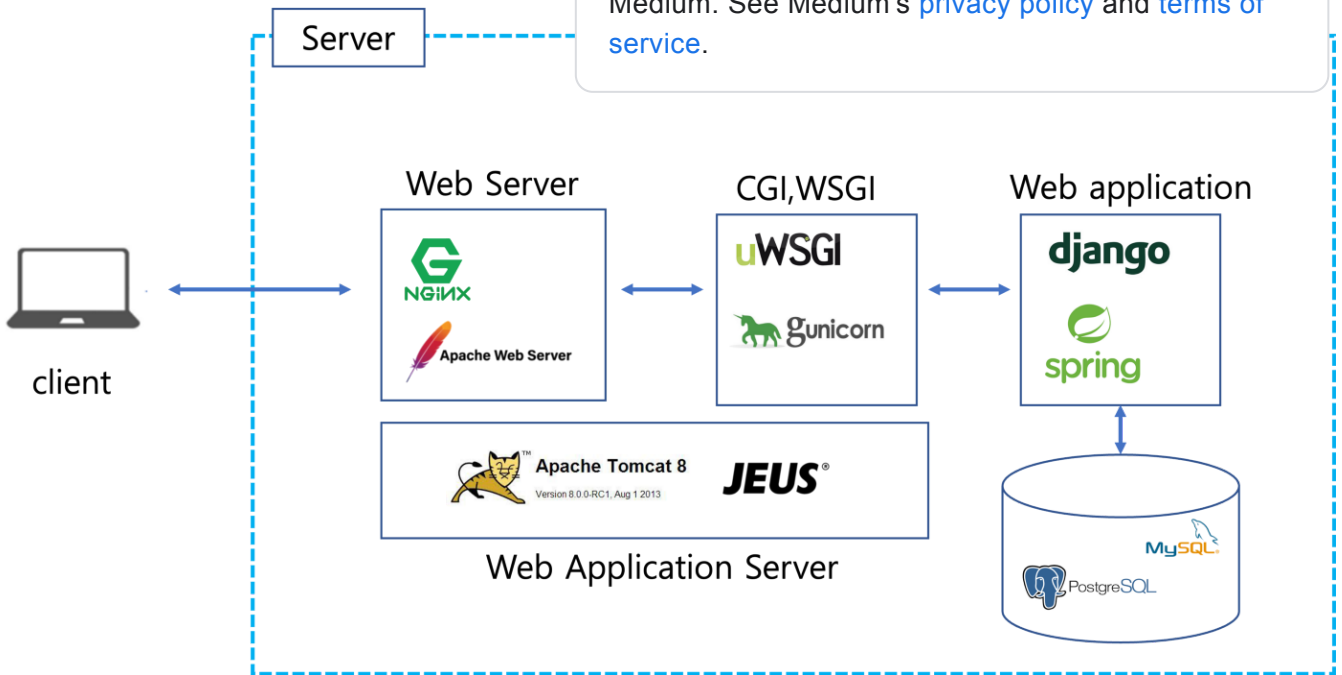 Medium. See Medium's privacy policy and terms of
service.
Server
Web Server
CGI,WSGI
Web application
NGINX
Apache Web Server
uWSGI
gunicorn
django
spring
client
Apache Tomcat 8
TM
Version 8.0.0-RC1, Aug 1 2013
JEUS®
Web Application Server
MySQL®
PostgreSQL